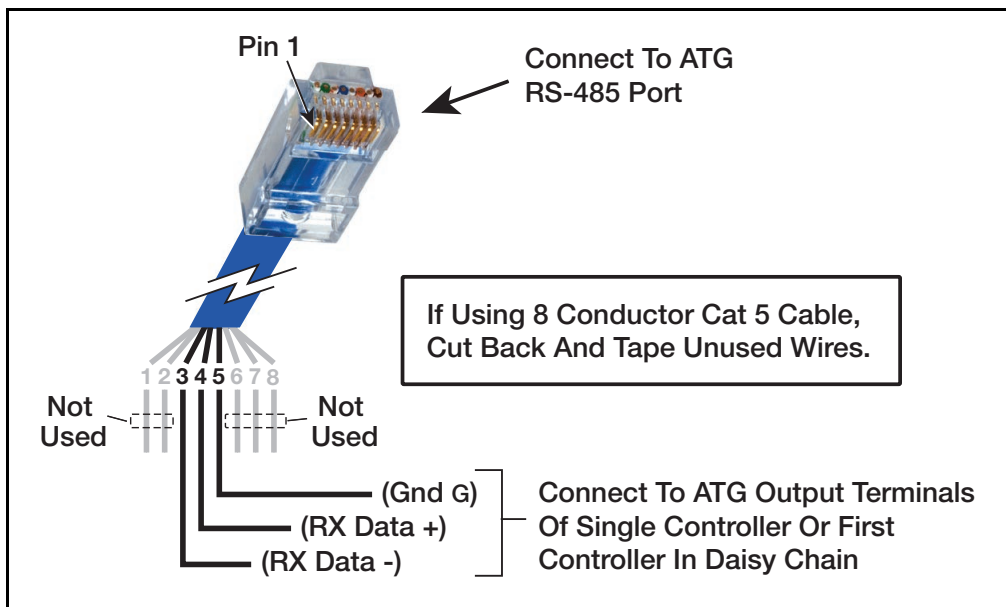 Pin 1
Connect To ATG
RS-485 Port
If Using 8 Conductor Cat 5 Cable,
Cut Back And Tape Unused Wires.
1 2 3 4 5 6 7 8
Not
Used
Not
Used
(Gnd G)
(RX Data +)
(RX Data -)
Connect To ATG Output Terminals
Of Single Controller Or First
Controller In Daisy Chain